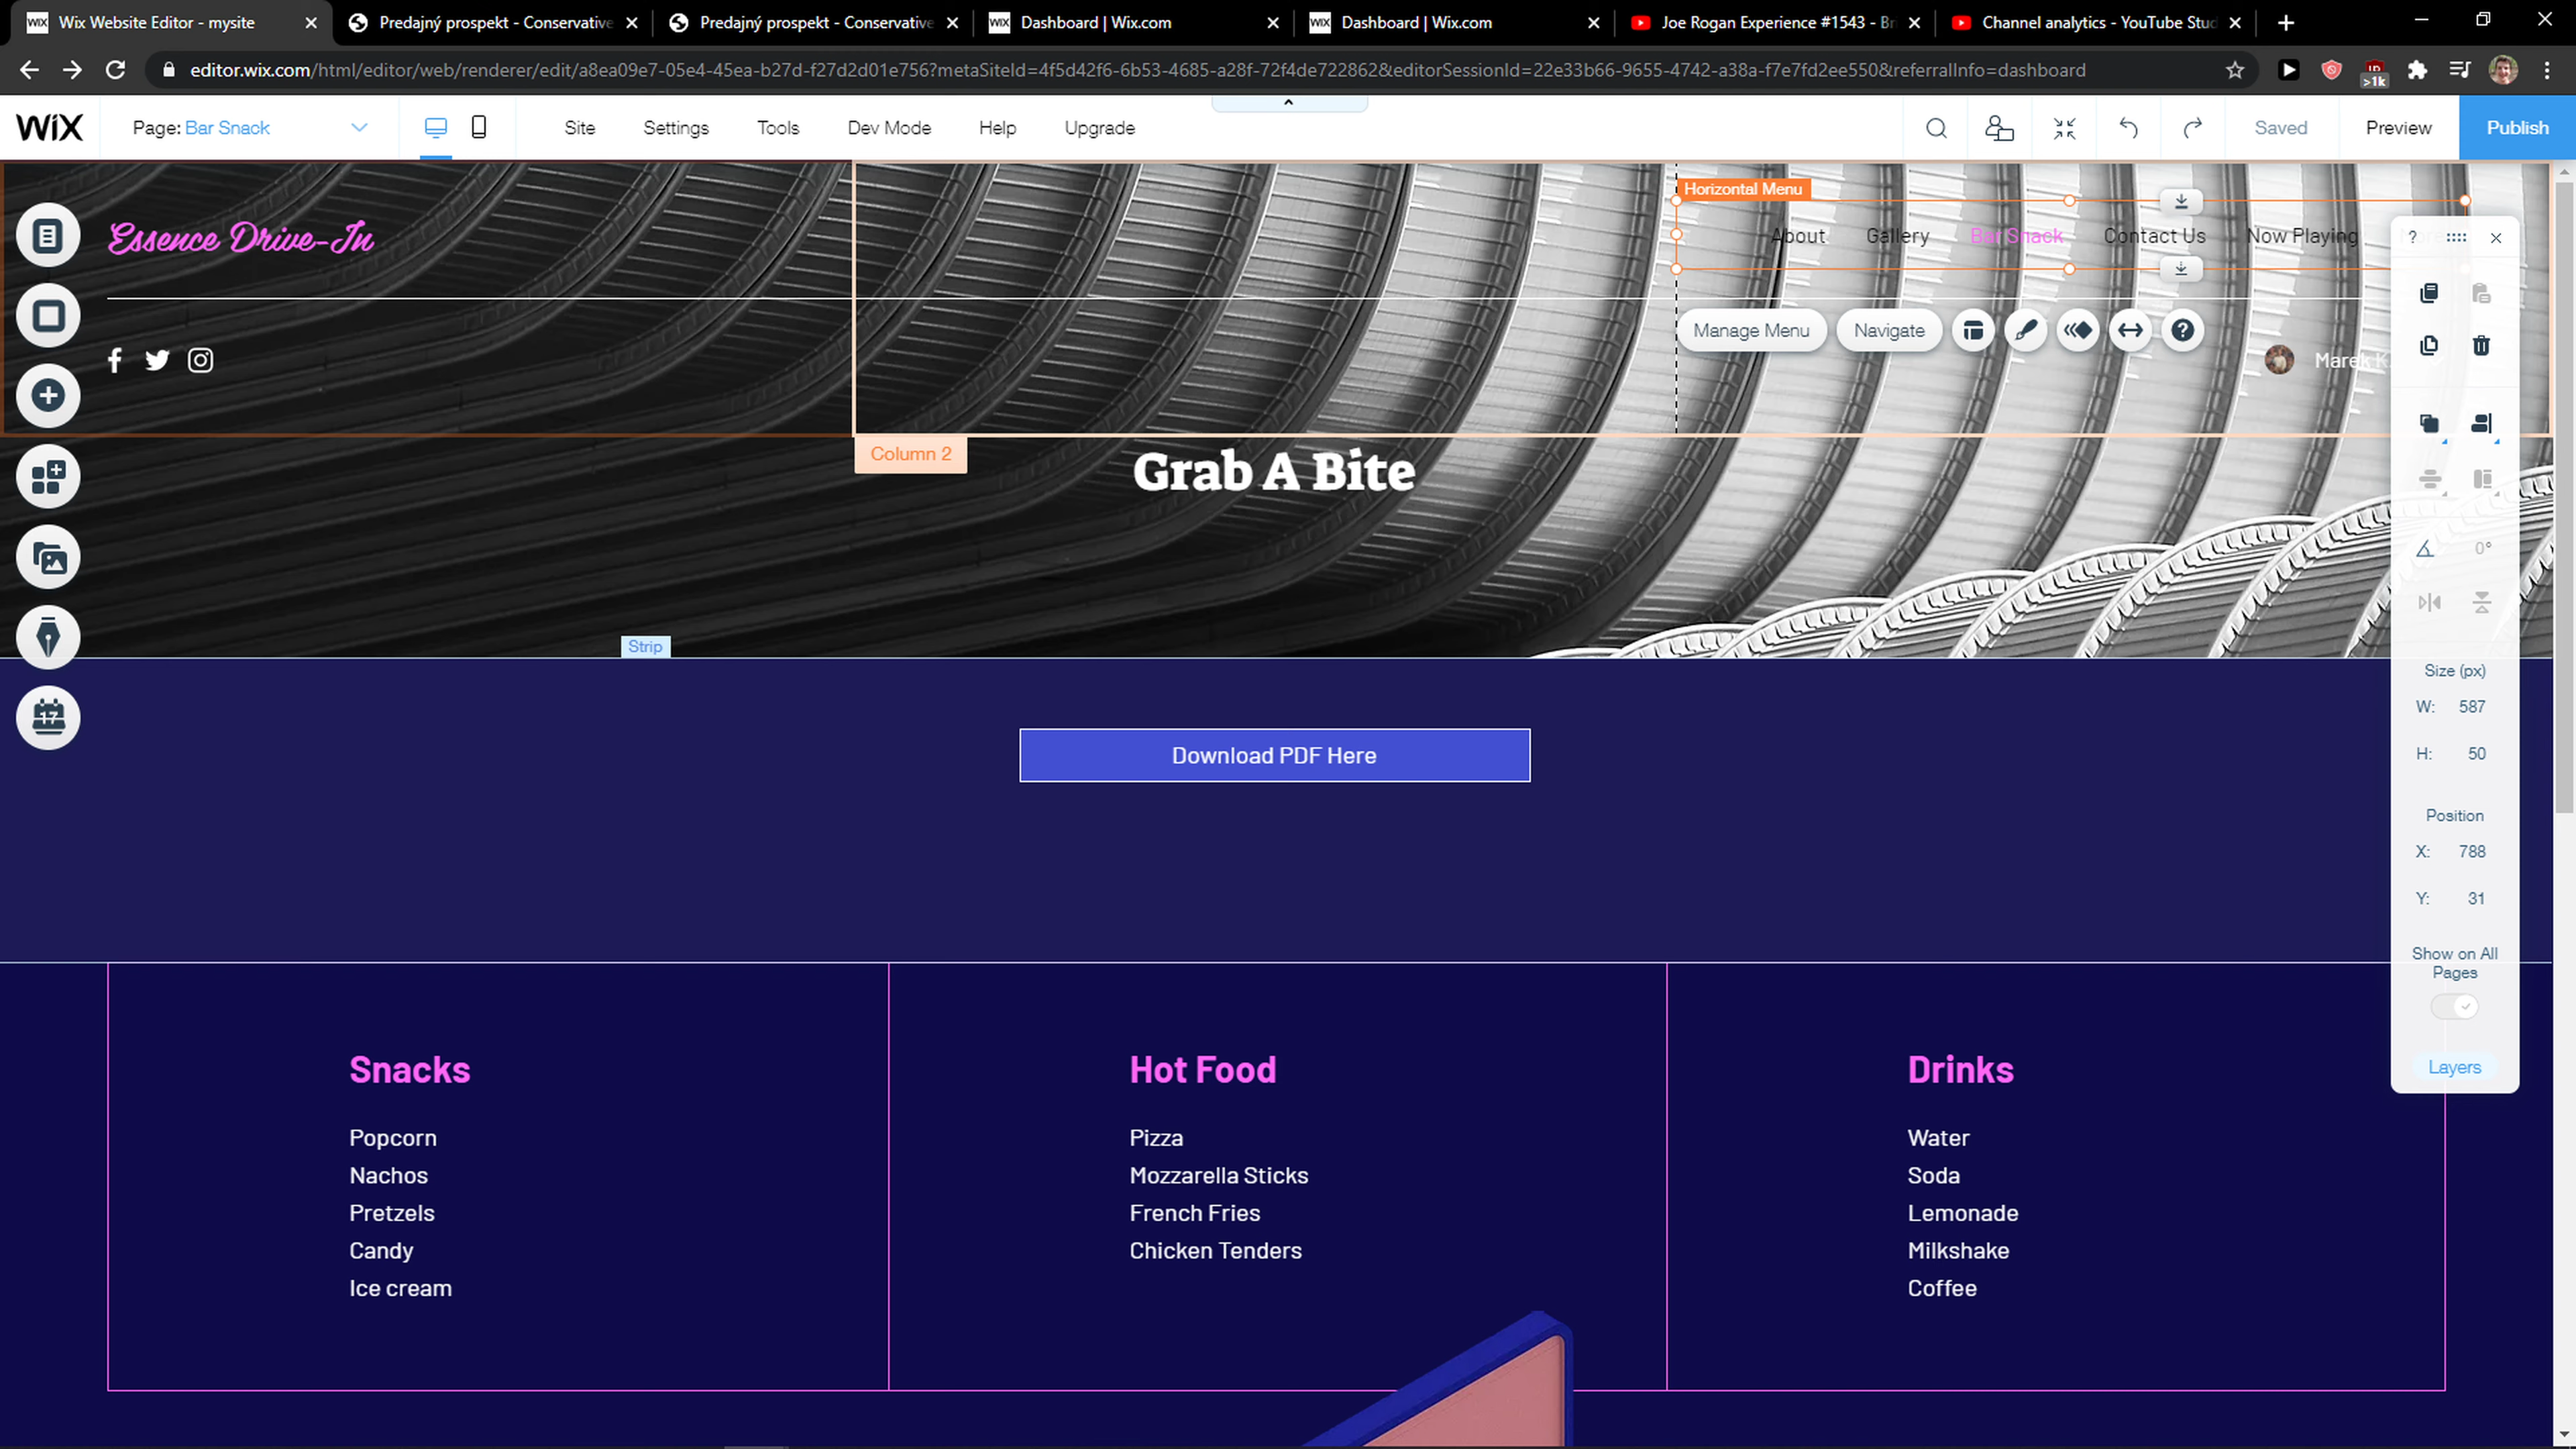 Wix Website Editor - mysite
Predajný prospekt - Conservative
Predajný prospekt - Conservative
Dashboard | Wix.com
Dashboard | Wix.com
Joe Rogan Experience #1543 - Bri
Channel analytics - YouTube Stud
editor.wix.com/html/editor/web/renderer/edit/a8ea09e7-05e4-45ea-b27d-f27d2d01e756?metaSiteId=4f5d42f6-6b53-4685-a28f-72f4de722862&editorSessionId=22e33b66-9655-4742-a38a-f7e7fd2ee550&referralInfo=dashboard
>1k
WiX
Page: Bar Snack
Site
Settings
Tools
Dev Mode
Help
Upgrade
Saved
Preview
Publish
Horizontal Menu
Essence Drive-In
About
Gallery
Bar Snack
Contact Us
Now Playing
Manage Menu
Navigate
Marek K
Column 2
Grab A Bite
0°
Strip
17
Size (px)
W: 587
H: 50
Position
X: 788
Y: 31
Show on All
Pages
Layers
Download PDF Here
Snacks
Popcorn
Nachos
Pretzels
Candy
Ice cream
Hot Food
Pizza
Mozzarella Sticks
French Fries
Chicken Tenders
Drinks
Water
Soda
Lemonade
Milkshake
Coffee